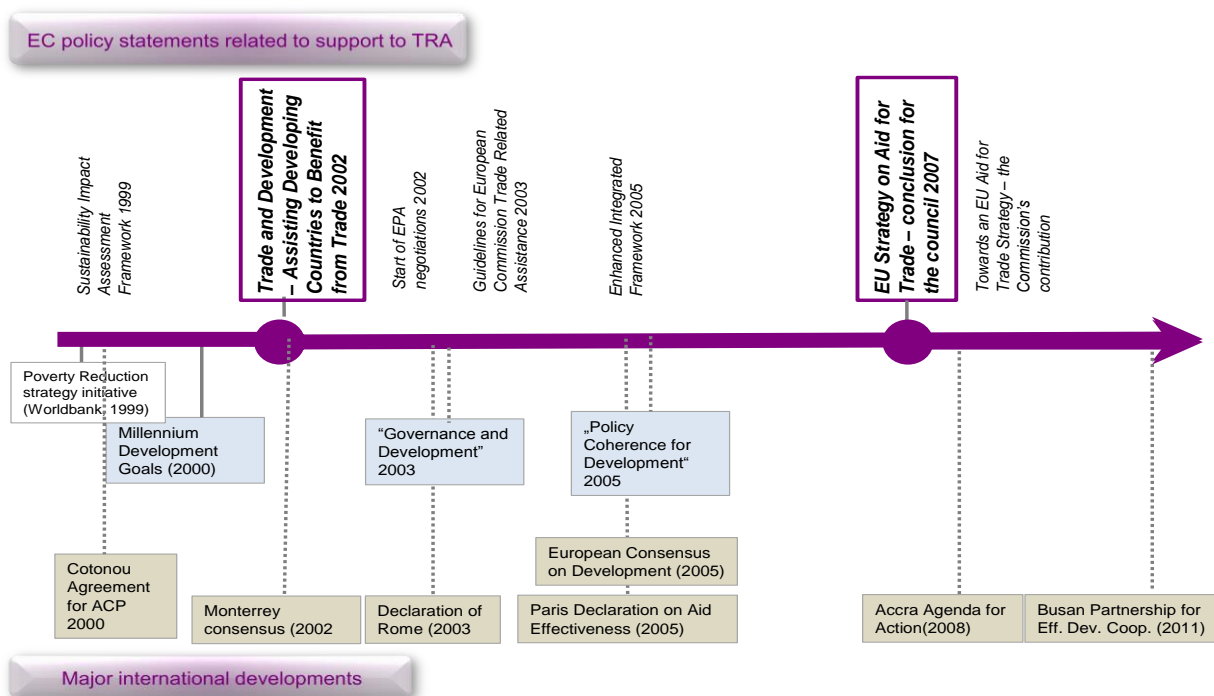 EC policy statements related to support to TRA
Sustainability Impact
Assessment
Framework 1999
Trade and Development
– Assisting Developing
Countries to Benefit
from Trade 2002
Start of EPA
negotiations 2002
Guidelines for European
Commission Trade Related
Assistance 2003
Enhanced Integrated
Framework 2005
EU Strategy on Aid for
Trade – conclusion for
the council 2007
Towards an EU Aid for
Trade Strategy – the
Commission's
contribution
Poverty Reduction
strategy initiative
(Worldbank, 1999)
Millennium
Development
Goals (2000)
“Governance and
Development”
2003
„Policy
Coherence for
Development“
2005
Cotonou
Agreement
for ACP
2000
Monterrey
consensus (2002
Declaration of
Rome (2003
European Consensus
on Development (2005)
Paris Declaration on Aid
Effectiveness (2005)
Accra Agenda for
Action(2008)
Busan Partnership for
Eff. Dev. Coop. (2011)
Major international developments